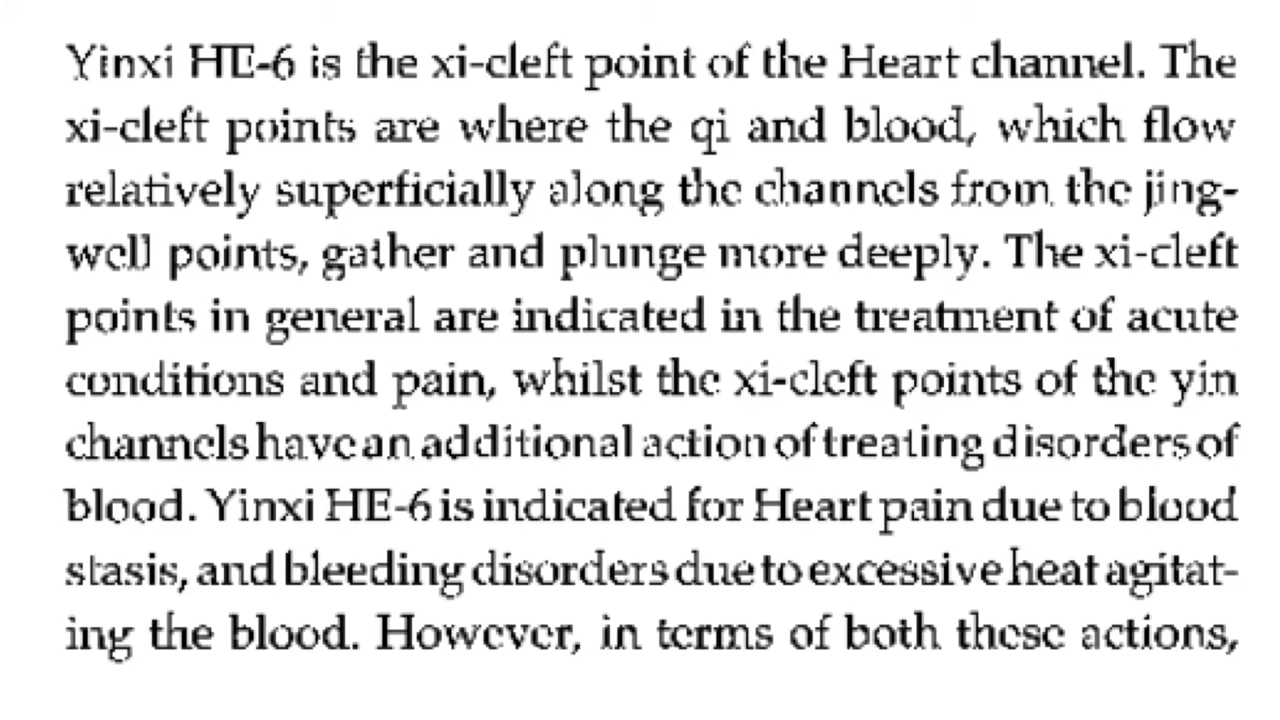 Yinxi HE-6 is the xi-cleft point of the Heart channel. The
xi-cleft points are where the qi and blood, which flow
relatively superficially along the channels from the jing-
well points, gather and plunge more deeply. The xi-cleft
points in general are indicated in the treatment of acute
conditions and pain, whilst the xi-cleft points of the yin
channels have an additional action of treating disorders of
blood. Yinxi HE-6 is indicated for Heart pain due to blood
stasis, and bleeding disorders due to excessive heat agitat-
ing the blood. However, in terms of both these actions,